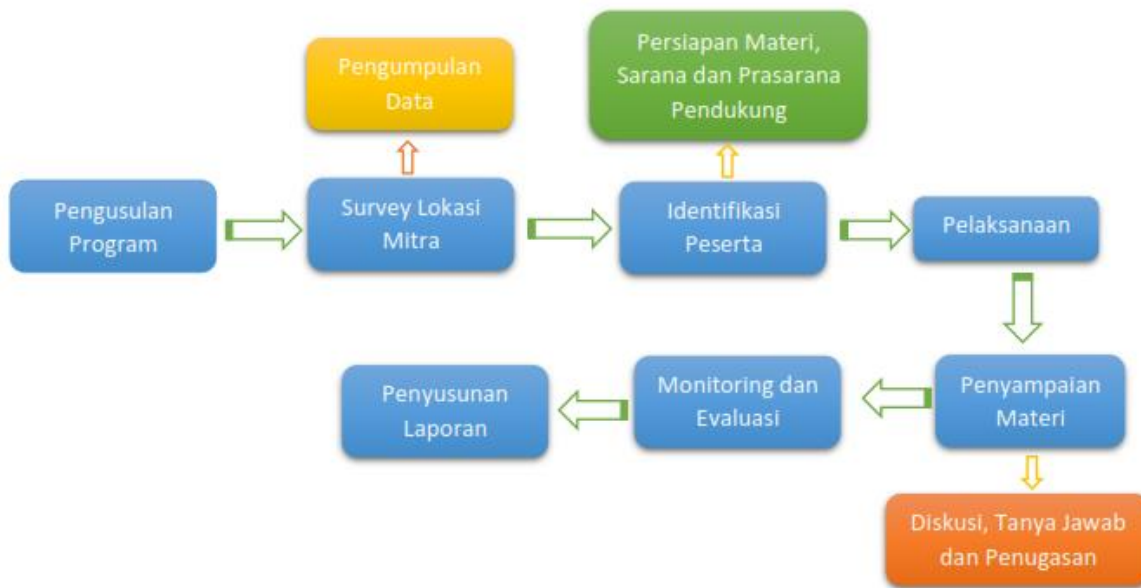 Pengumpulan
Data
Persiapan Materi,
Sarana dan Prasarana
Pendukung
Pengusulan
Program
Survey Lokasi
Mitra
Identifikasi
Peserta
Pelaksanaan
Penyampaian
Materi
Monitoring dan
Evaluasi
Penyusunan
Laporan
Diskusi, Tanya Jawab
dan Penugasan